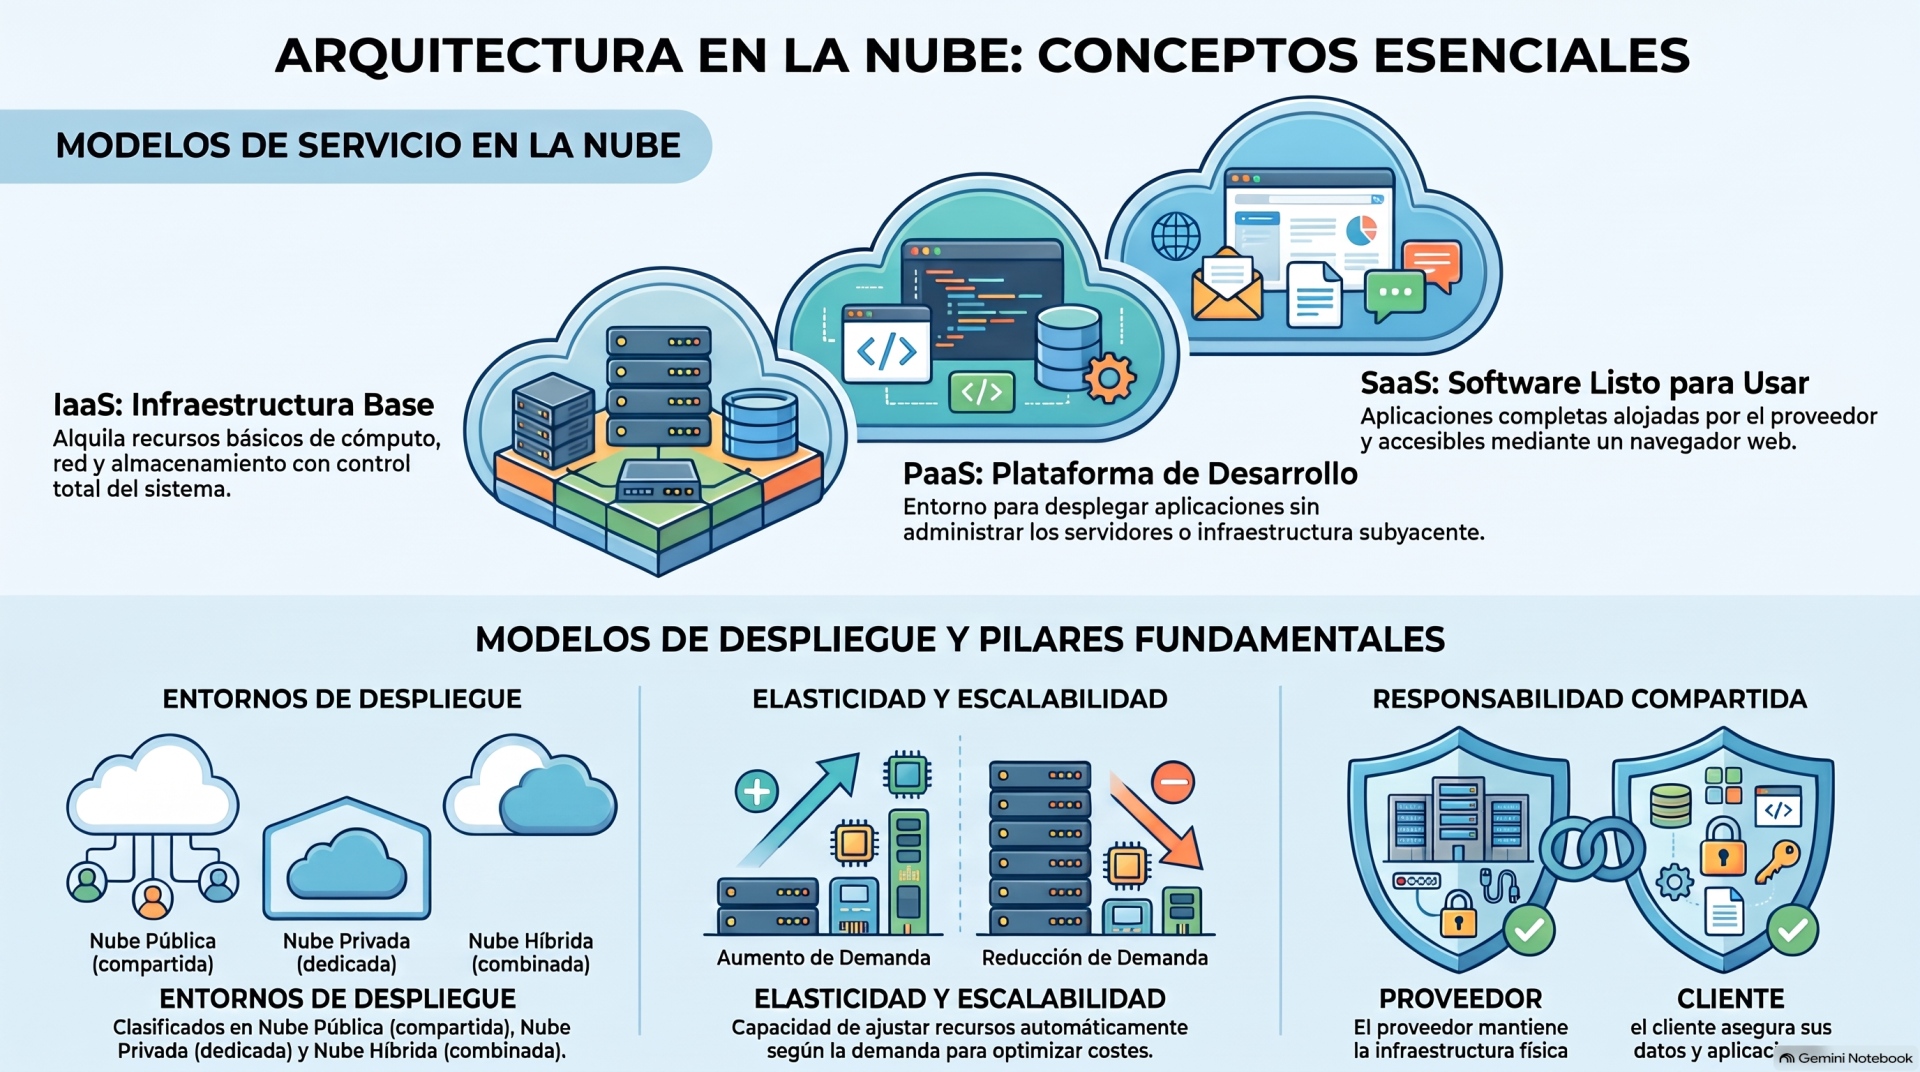 ARQUITECTURA EN LA NUBE: CONCEPTOS ESENCIALES
MODELOS DE SERVICIO EN LA NUBE
IaaS: Infraestructura Base
Alquila recursos básicos de cómputo,
red y almacenamiento con control
total del sistema.
</>
</>
PaaS: Plataforma de Desarrollo
Entorno para desplegar aplicaciones sin
administrar los servidores o infraestructura subyacente.
SaaS: Software Listo para Usar
Aplicaciones completas alojadas por el proveedor
y accesibles mediante un navegador web.
MODELOS DE DESPLIEGUE Y PILARES FUNDAMENTALES
ENTORNOS DE DESPLIEGUE
Nube Pública
(compartida)
Nube Privada
(dedicada)
Nube Híbrida
(combinada)
ENTORNOS DE DESPLIEGUE
Clasificados en Nube Pública (compartida), Nube
Privada (dedicada) y Nube Híbrida (combinada).
ELASTICIDAD Y ESCALABILIDAD
Aumento de Demanda
Reducción de Demanda
ELASTICIDAD Y ESCALABILIDAD
Capacidad de ajustar recursos automáticamente
según la demanda para optimizar costes.
RESPONSABILIDAD COMPARTIDA
</>
PROVEEDOR
El proveedor mantiene
la infraestructura física
CLIENTE
el cliente asegura sus
datos y
Gemini Notebook